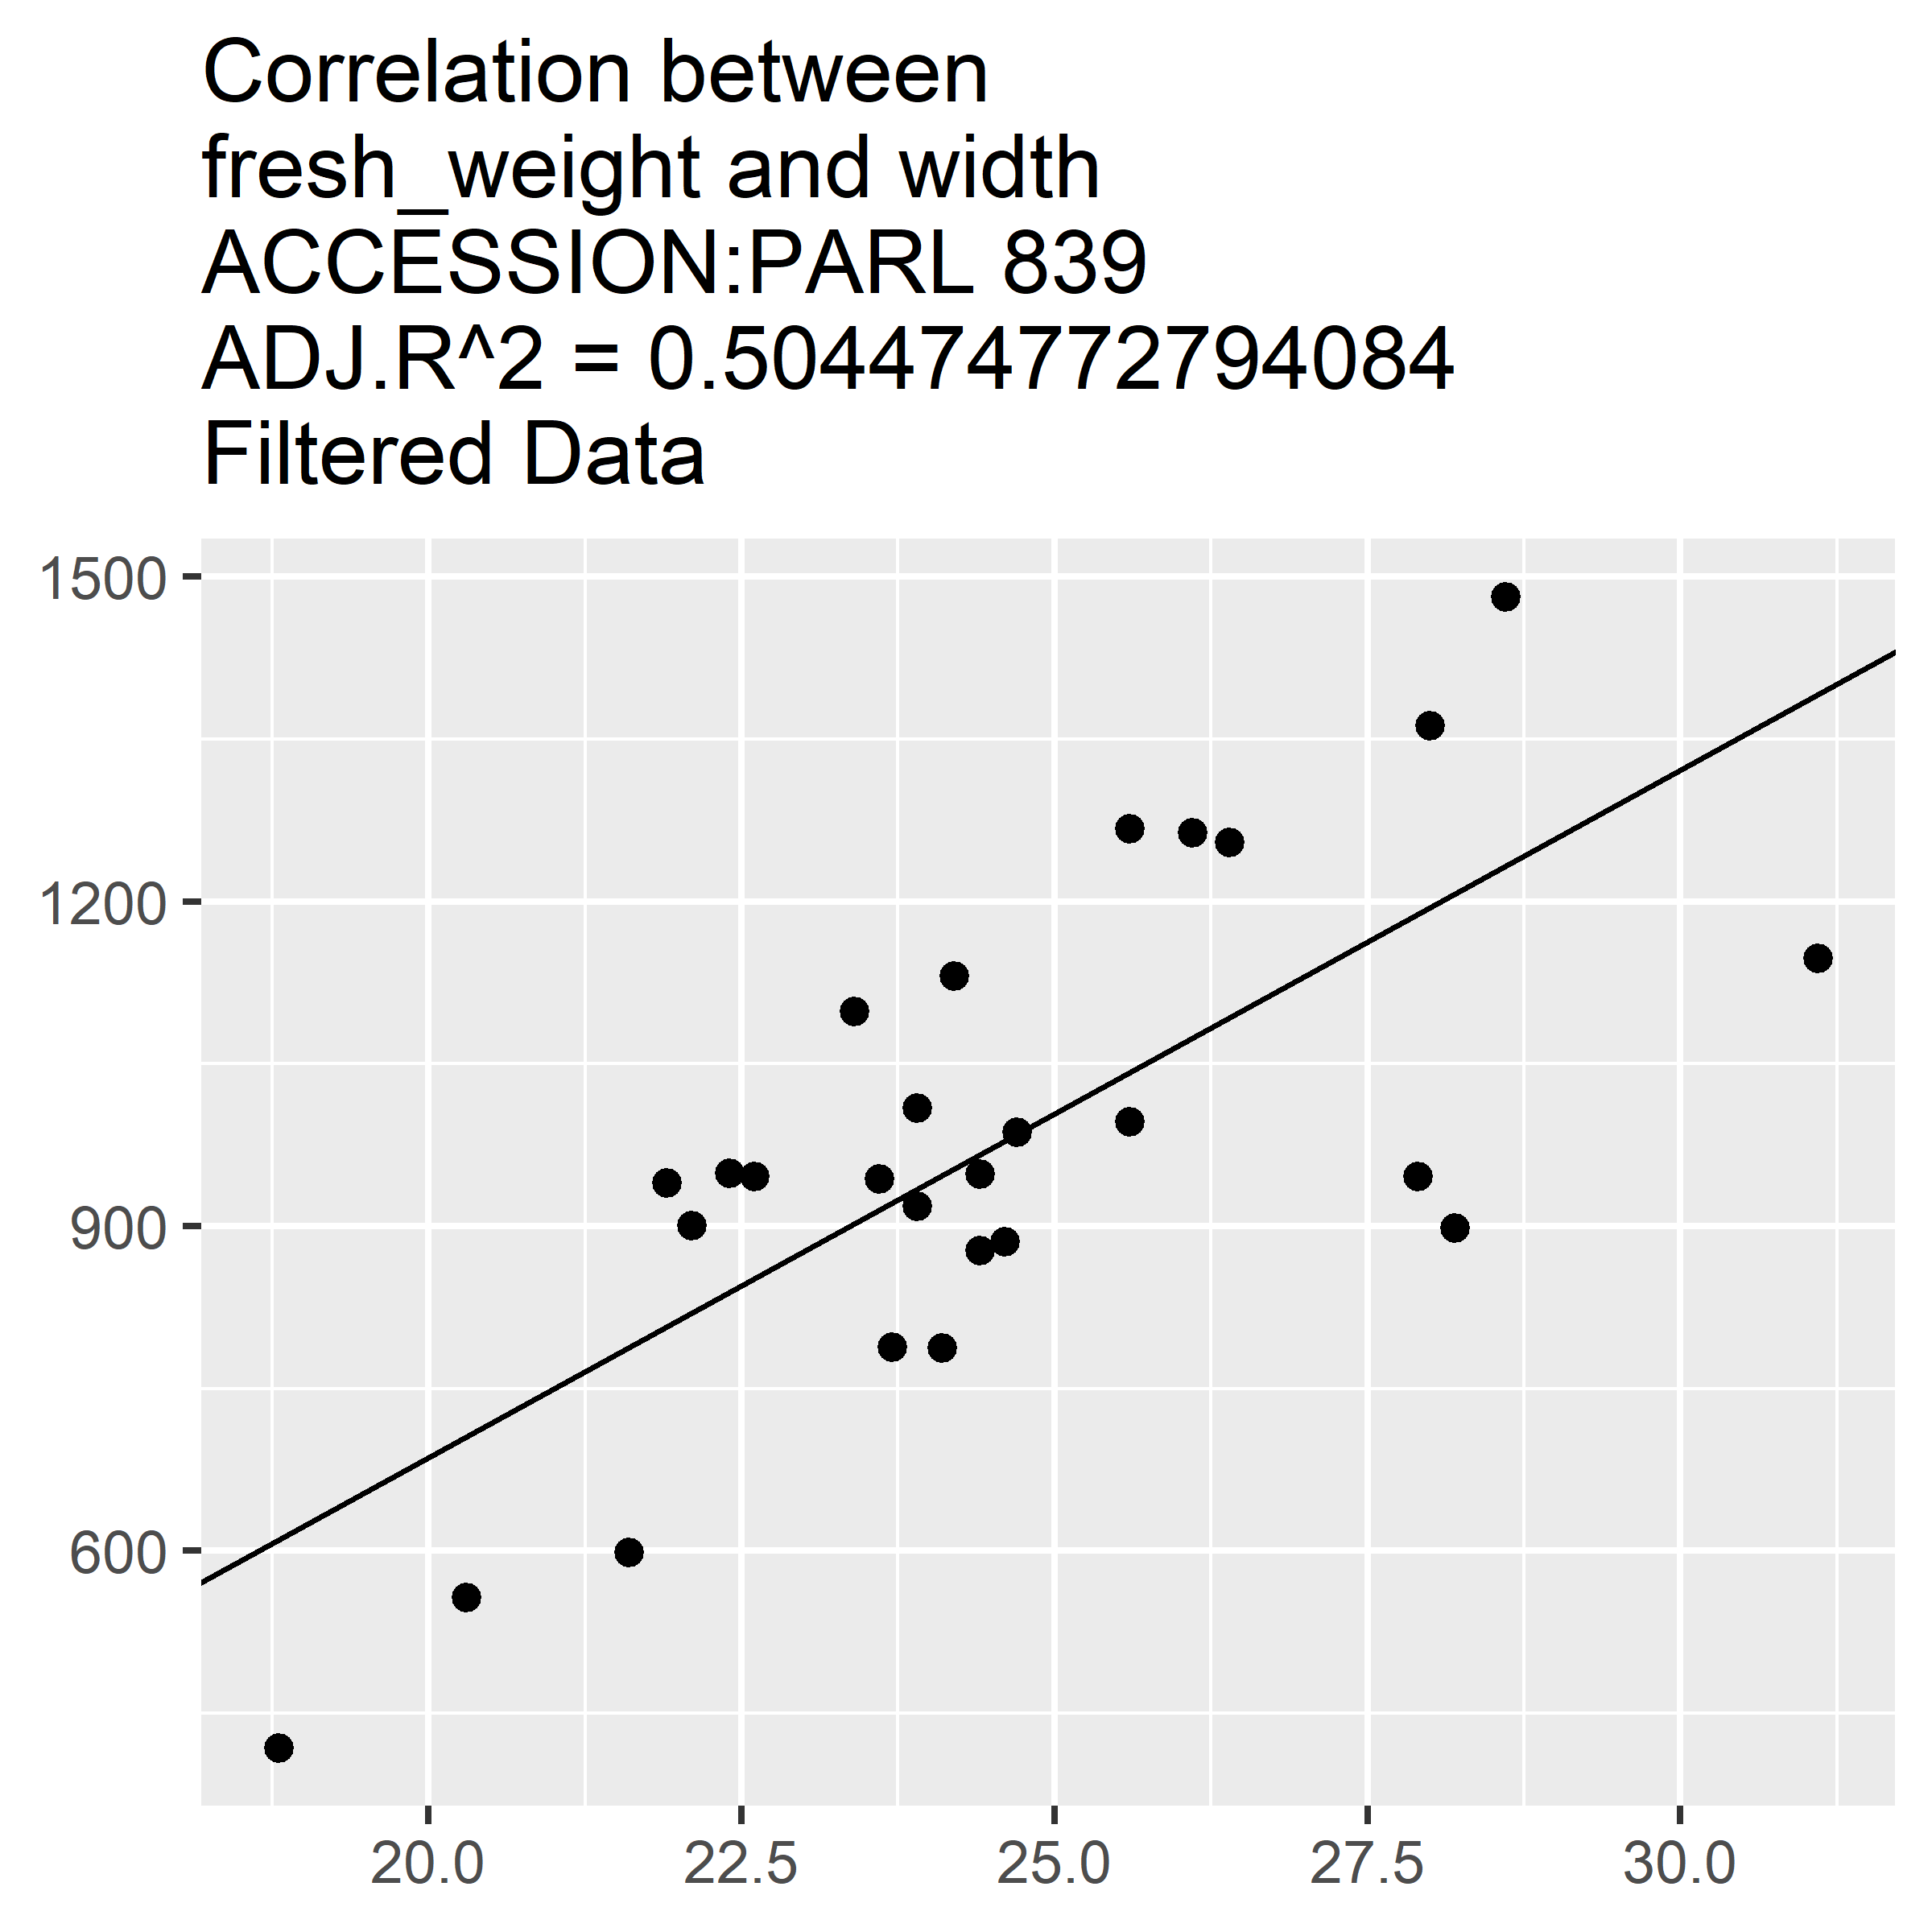 Correlation between
fresh_weight and width
ACCESSION:PARL 839
ADJ.R^2 = 0.504474772794084
Filtered Data
1500
1200
900
600
20.0 22.5 25.0 27.5 30.0